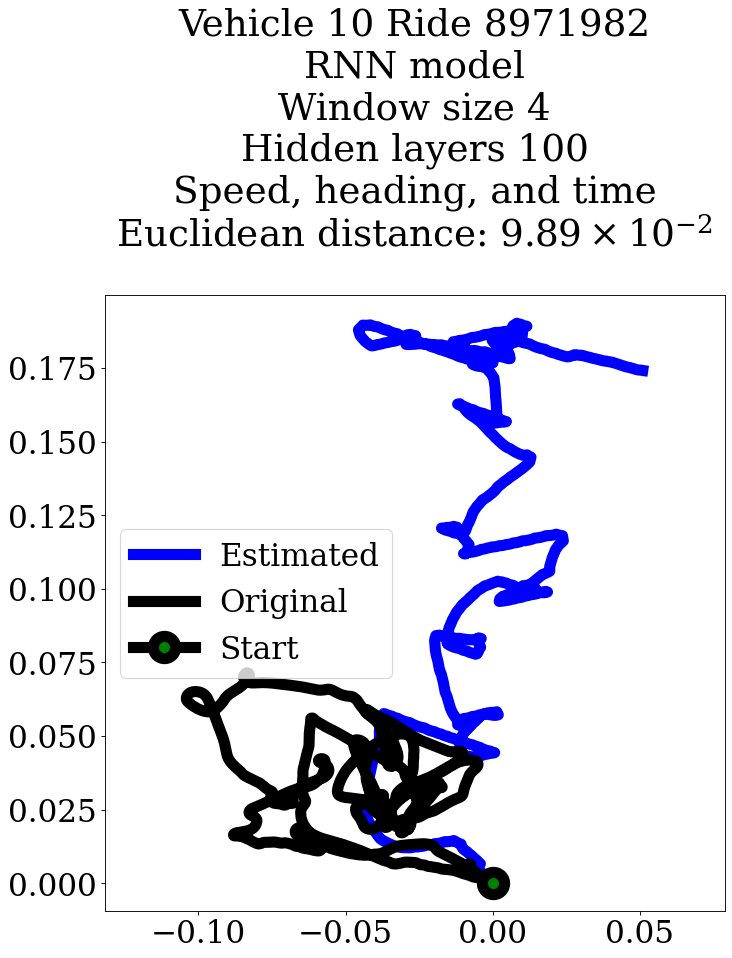 Vehicle 10 Ride 8971982
RNN model
Window size 4
Hidden layers 100
Speed, heading, and time
Euclidean distance: 9.89 × 10⁻²
0.175
0.150
0.125
0.100
0.075
0.050
0.025
0.000
Estimated
Original
Start
−0.10
−0.05
0.00
0.05